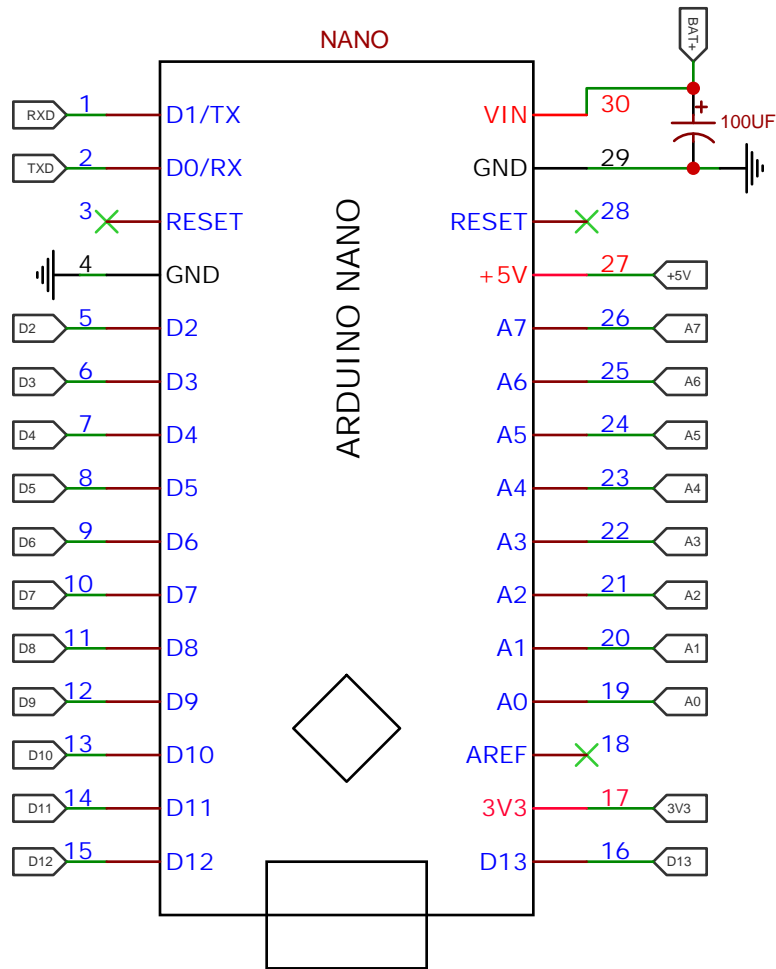 BAT+
NANO
RXD 1 D1/TX VIN 30 + 100UF
TXD 2 D0/RX GND 29
3 RESET RESET 28
4 GND +5V 27 +5V
D2 5 D2 A7 26 A7
D3 6 D3 A6 25 A6
D4 7 D4 A5 24 A5
D5 8 D5 A4 23 A4
D6 9 D6 A3 22 A3
D7 10 D7 A2 21 A2
D8 11 D8 A1 20 A1
D9 12 D9 A0 19 A0
D10 13 D10 AREF 18
D11 14 D11 3V3 17 3V3
D12 15 D12 D13 16 D13
ARDUINO NANO